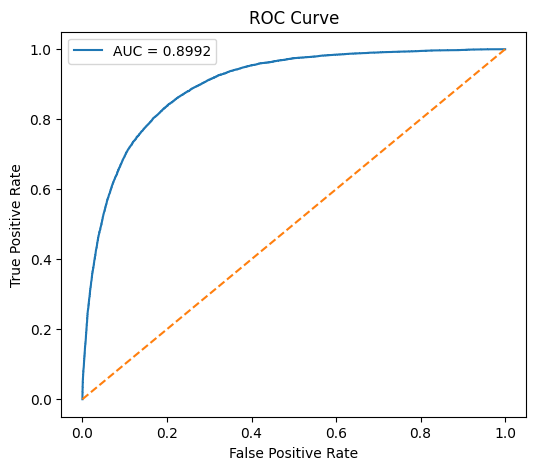 ROC Curve
AUC = 0.8992
True Positive Rate
1.0
0.8
0.6
0.4
0.2
0.0
0.0 0.2 0.4 0.6 0.8 1.0
False Positive Rate